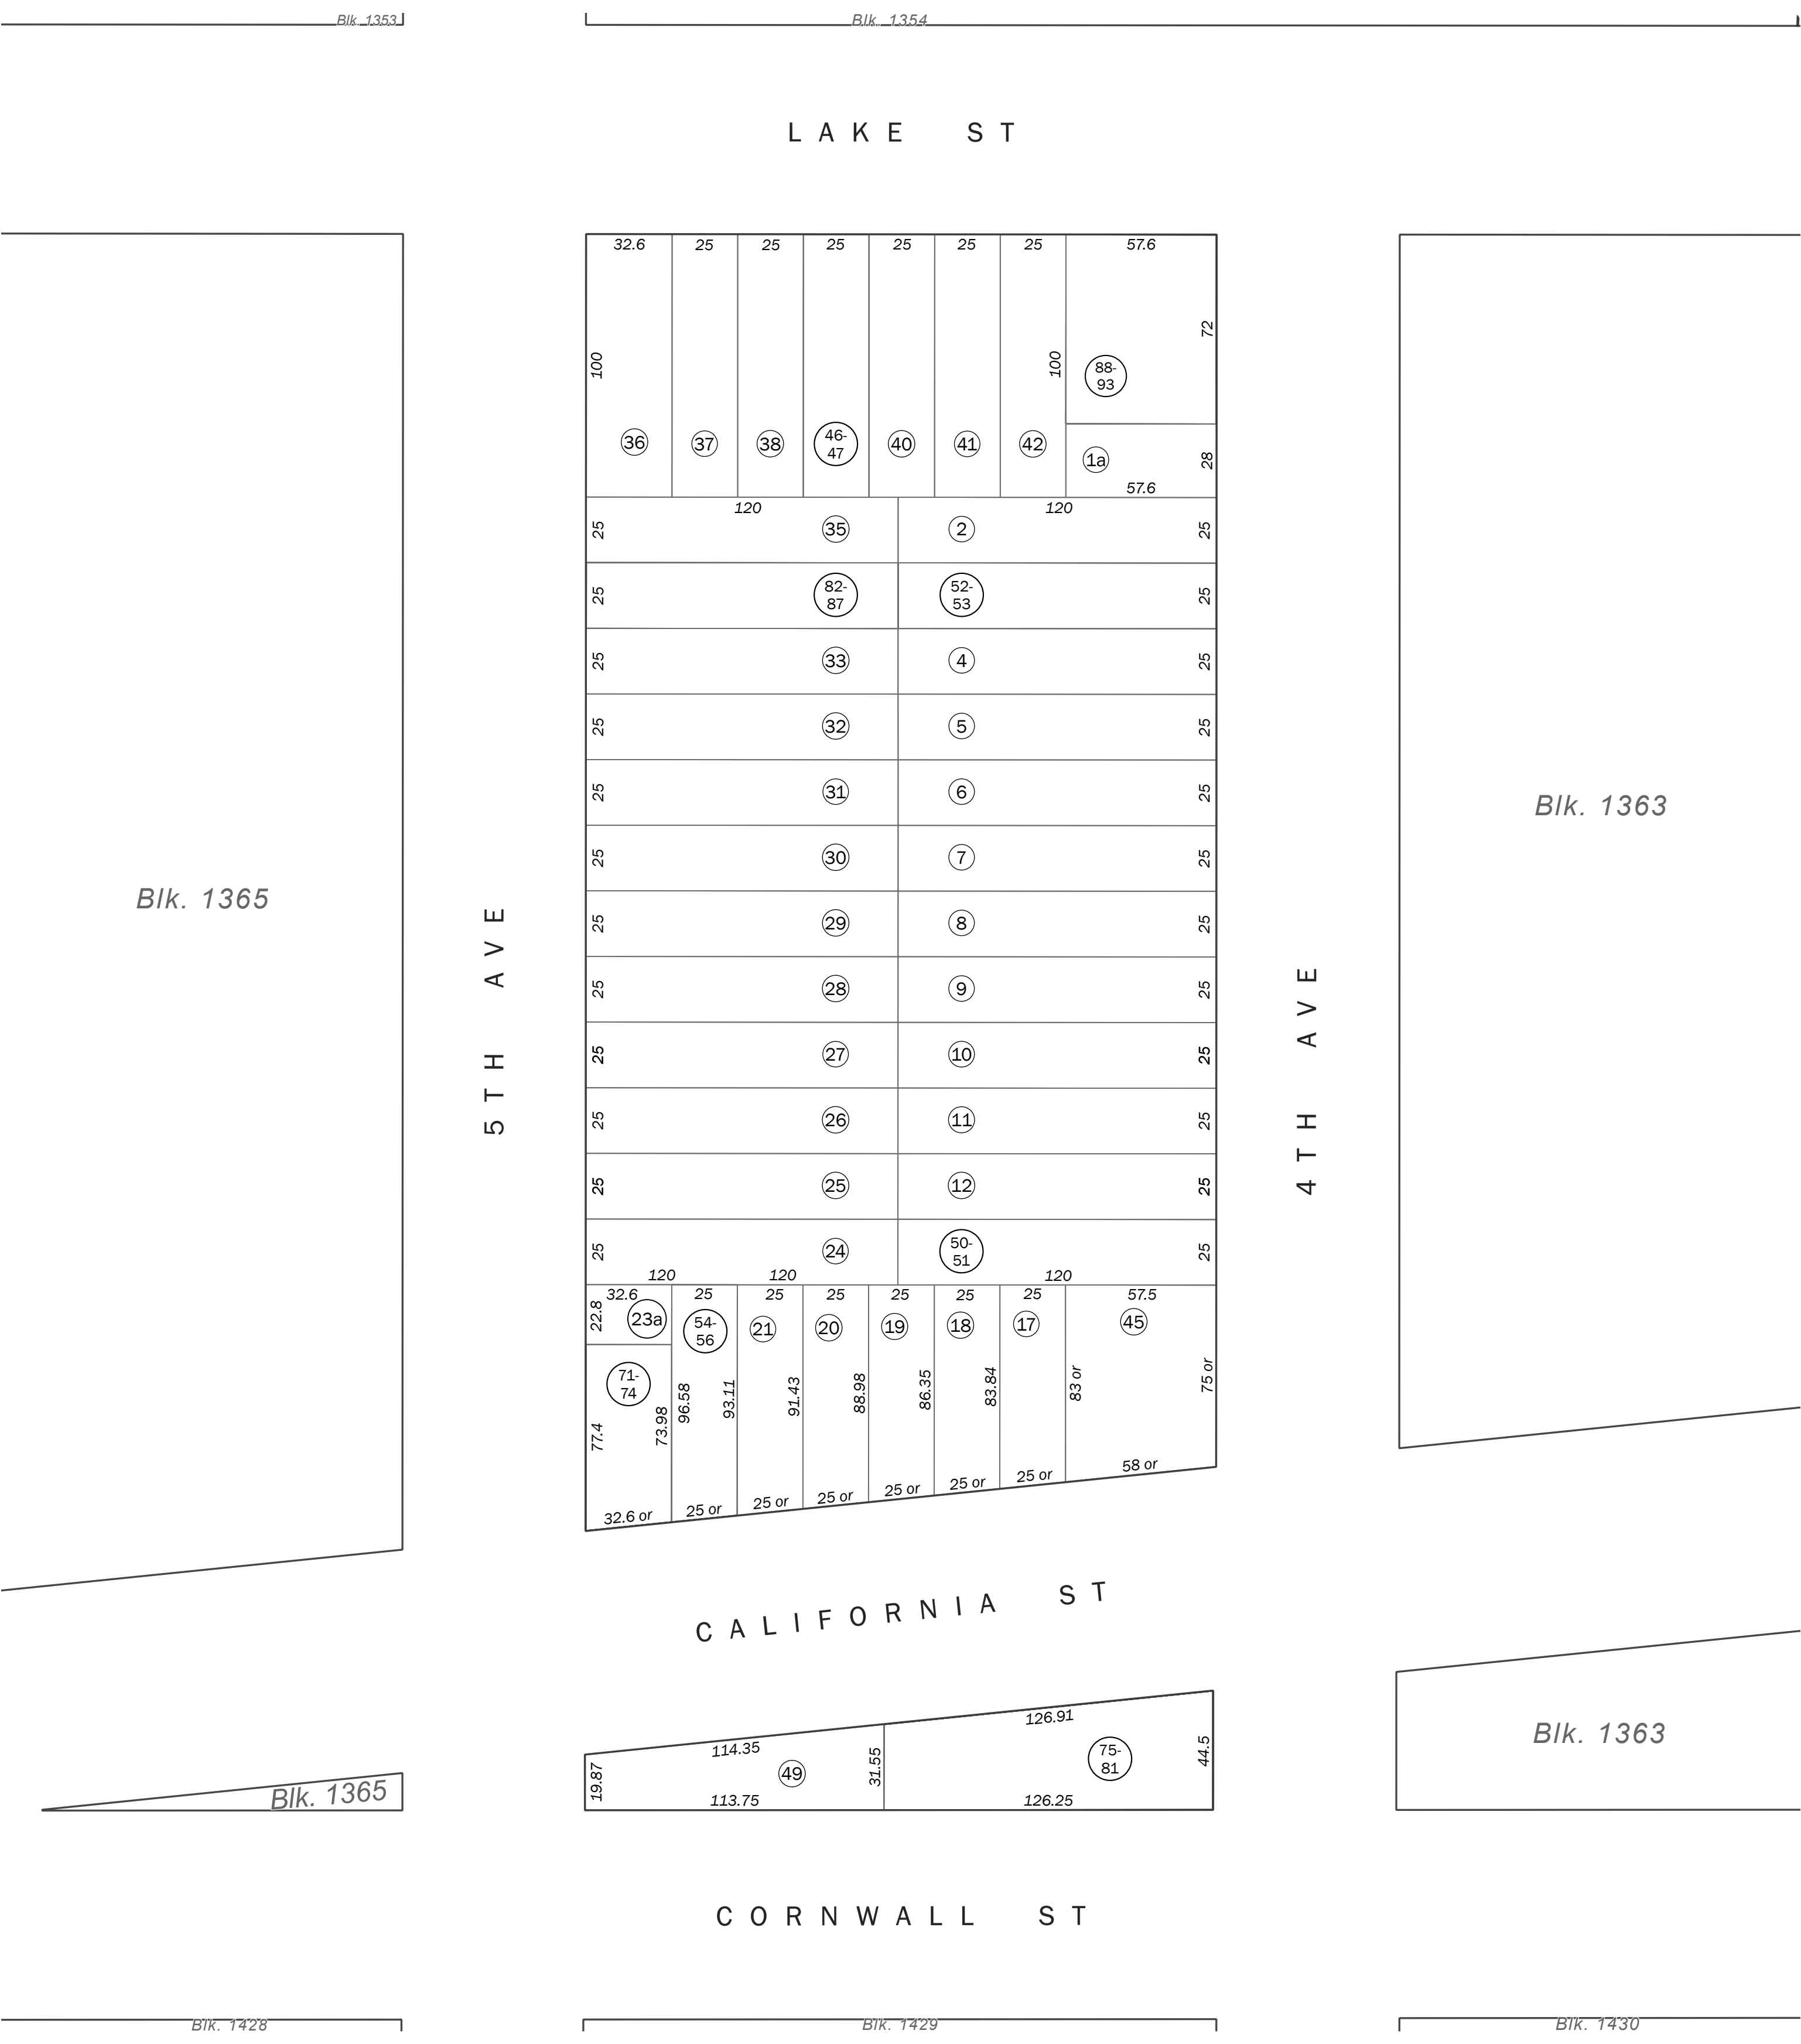 Blk. 1353
Blk. 1354
LAKE ST
32.6 25 25 25 25 25 25 57.6
100 100 72
88-
93
36 37 38 46-
47 40 41 42 1a 28
57.6
120 120
25 35 2 25
25 82-
87 52-
53 25
25 33 4 25
25 32 5 25
25 31 6 25
25 30 7 25
25 29 8 25
25 28 9 25
25 27 10 25
25 26 11 25
25 25 12 25
25 24 50-
51 25
120 120 120
Blk. 1365
5TH AVE
4TH AVE
Blk. 1363
32.6 25 25 25 25 25 25 57.5
22.8 23a 54-
56 21 20 19 18 17 45
71-
74
77.4 73.98 96.58 93.11 91.43 88.98 86.35 83.84 83 or 75 or
32.6 or 25 or 25 or 25 or 25 or 25 or 25 or 58 or
CALIFORNIA ST
114.35 126.91
19.87 49 31.55 75-
81 44.5
113.75 126.25
Blk. 1365
Blk. 1363
CORNWALL ST
Blk. 1428
Blk. 1429
Blk. 1430